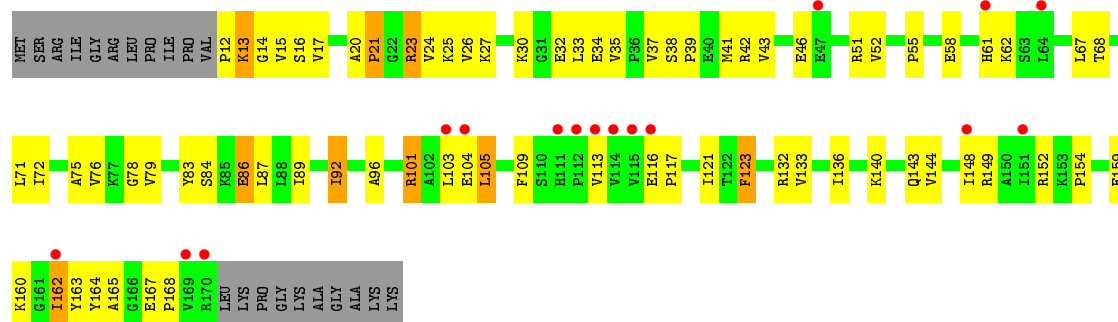 MET SER ARG ILE GLY ARG LEU PRO ILE PRO VAL P12 K13 G14 V15 S16 V17 A20 P21 G22 R23 V24 K25 V26 K27 K30 G31 E32 L33 E34 V35 P36 V37 S38 P39 E40 M41 R42 V43 E46 E47 R51 V52 P55 E58 H61 K62 S63 L64 L67 T68
L71 I72 A75 V76 K77 G78 V79 Y83 S84 K85 E86 L87 L88 I89 I92 A96 R101 A102 L103 E104 L105 F109 S110 H111 P112 V113 V114 V115 E116 P117 I121 T122 F123 R132 V133 I136 K140 Q143 V144 I148 R149 A150 I151 R152 K153 P154
K160 G161 I162 Y163 Y164 A165 G166 E167 P168 V169 R170 LEU LYS PRO GLY LYS ALA GLY ALA LYS LYS